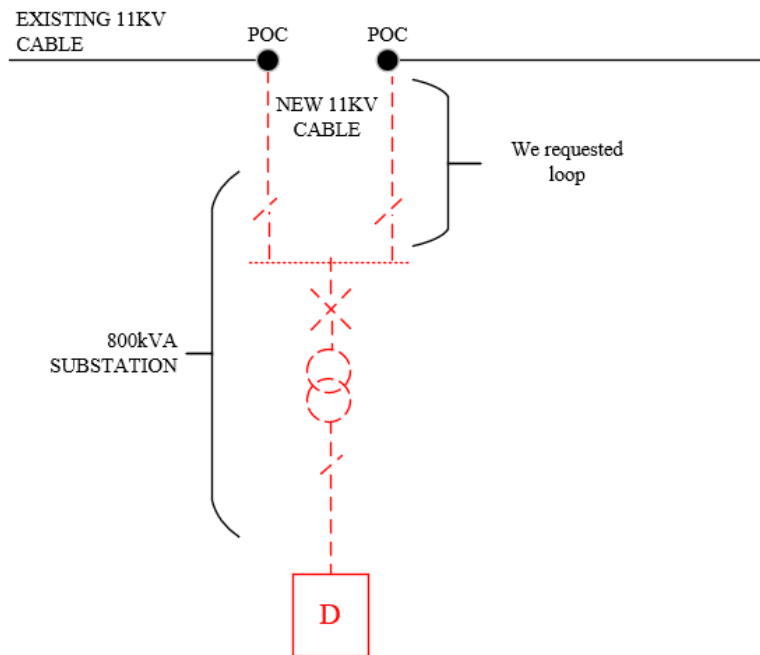 EXISTING 11KV
CABLE
POC
POC
NEW 11KV
CABLE
We requested
loop
800kVA
SUBSTATION
D